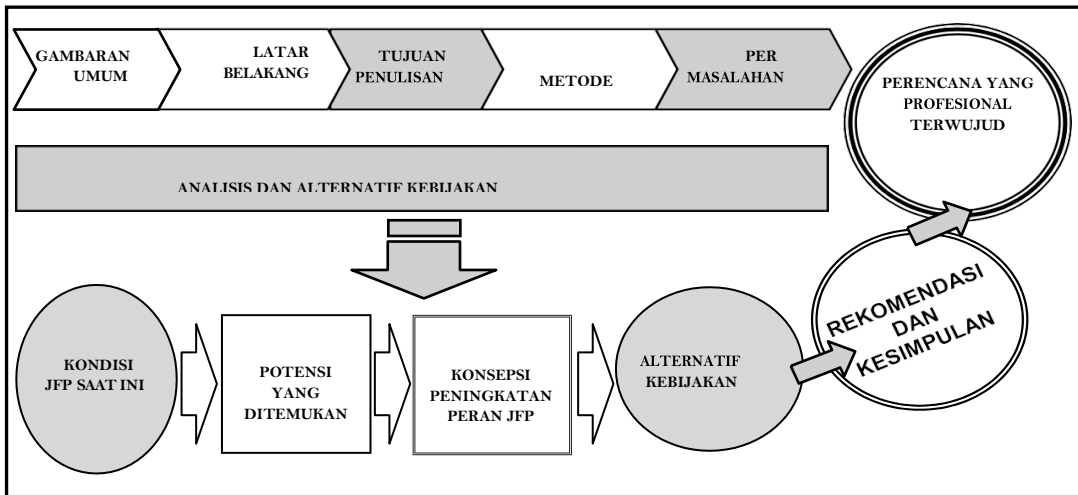 GAMBARAN
UMUM
LATAR
BELAKANG
TUJUAN
PENULISAN
METODE
PER
MASALAHAN
PERENCANA YANG
PROFESIONAL
TERWUJUD
ANALISIS DAN ALTERNATIF KEBIJAKAN
KONDISI
JFP SAAT INI
POTENSI
YANG
DITEMUKAN
KONSEPSI
PENINGKATAN
PERAN JFP
ALTERNATIF
KEBIJAKAN
REKOMENDASI
DAN
KESIMPULAN